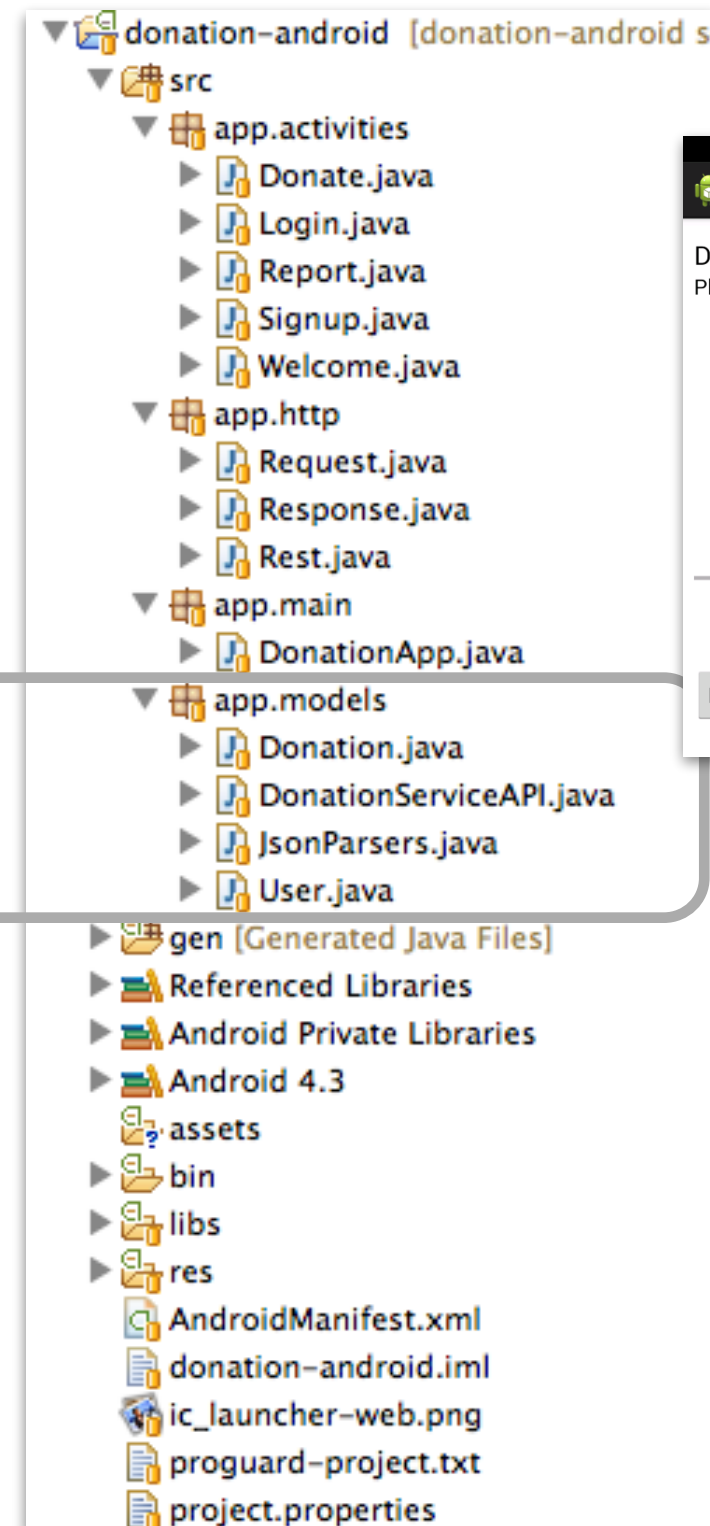 donation-android [donation-android s
src
app.activities
Donate.java
Login.java
Report.java
Signup.java
Welcome.java
app.http
Request.java
Response.java
Rest.java
app.main
DonationApp.java
app.models
Donation.java
DonationServiceAPI.java
JsonParsers.java
User.java
gen [Generated Java Files]
Referenced Libraries
Android Private Libraries
Android 4.3
assets
bin
libs
res
AndroidManifest.xml
donation-android.iml
ic_launcher-web.png
proguard-project.txt
project.properties